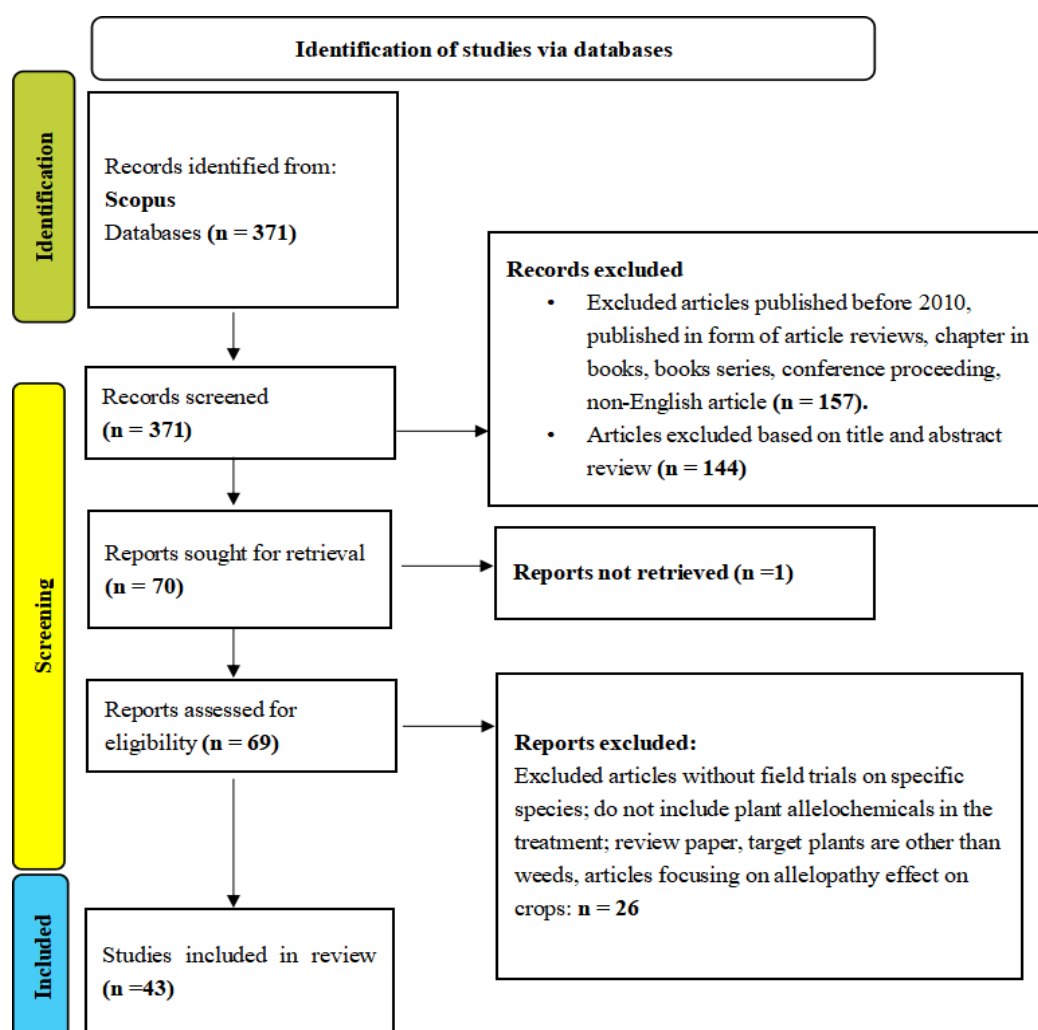 Identification of studies via databases
Identification
Records identified from:
Scopus
Databases (n = 371)
Records excluded
• Excluded articles published before 2010,
published in form of article reviews, chapter in
books, books series, conference proceeding,
non-English article (n = 157).
• Articles excluded based on title and abstract
review (n = 144)
Screening
Records screened
(n = 371)
Reports sought for retrieval
(n = 70)
Reports not retrieved (n =1)
Reports assessed for
eligibility (n = 69)
Reports excluded:
Excluded articles without field trials on specific
species; do not include plant allelochemicals in the
treatment; review paper, target plants are other than
weeds, articles focusing on allelopathy effect on
crops: n = 26
Included
Studies included in review
(n =43)